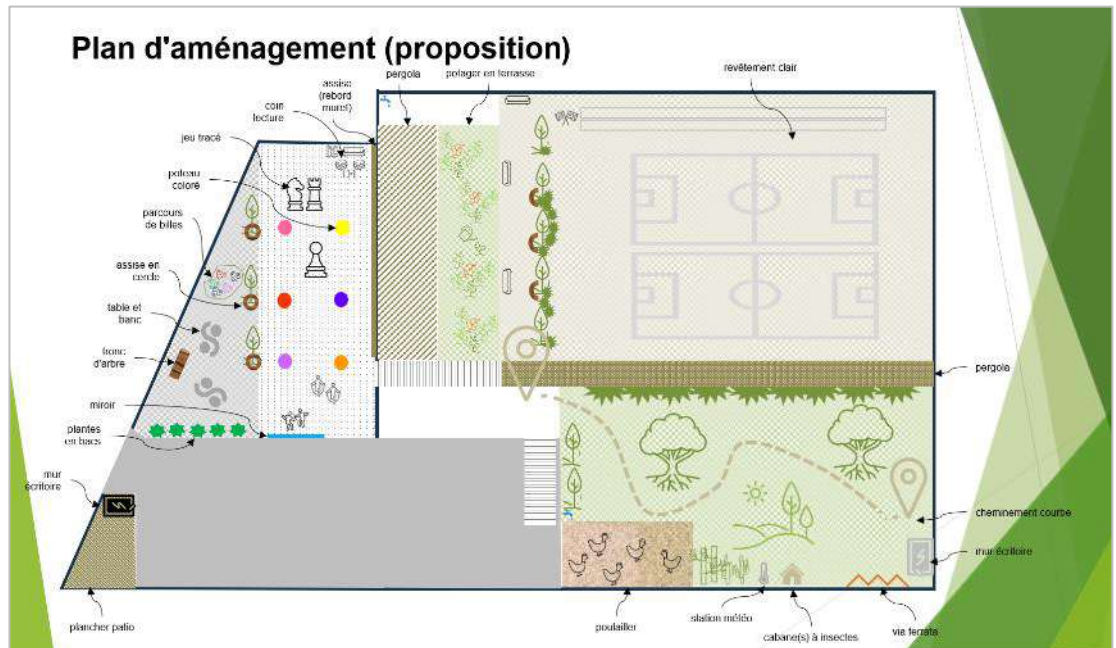 Plan d'aménagement (proposition)
assise
(rebord
muret)
pergola
potager en terrasse
revêtement clair
coin
lecture
jeu tracé
poteau
coloré
parcours
de billes
assise en
cercle
table et
banc
tronc
d'arbre
miroir
plantes
en bacs
mur
écritoire
plancher patio
pergola
cheminement courbe
mur écritoire
poulailler
station météo
cabane(s) à insectes
via ferrata